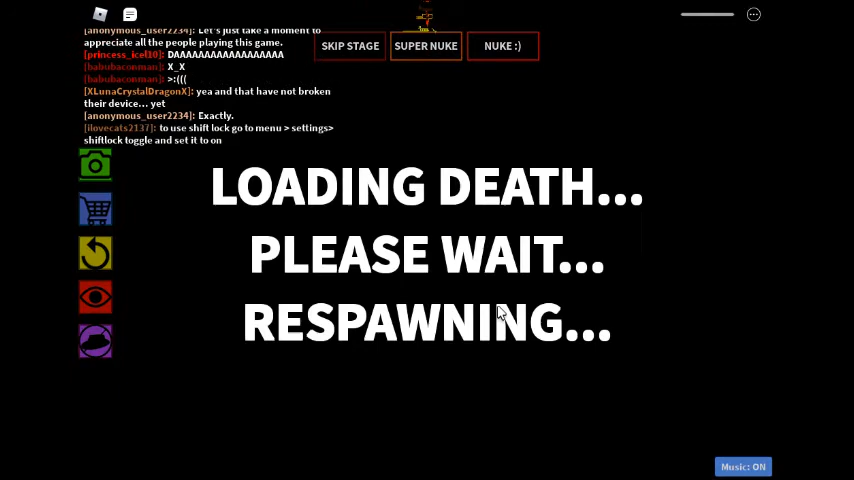 [anonymous_user2234]: Let's just take a moment to
appreciate all the people playing this game.
[princess_icel10]: DAAAAAAAAAAAAAAAAA
[babubaconman]: X_X
[babubaconman]: >:(((
[XLunaCrystalDragonX]: yea and that have not broken
their device... yet
[anonymous_user2234]: Exactly.
[ilovecats2137]: to use shift lock go to menu > settings>
shiftlock toggle and set it to on
SKIP STAGE
SUPER NUKE
NUKE :)
LOADING DEATH...
PLEASE WAIT...
RESPAWNING...
Music: ON